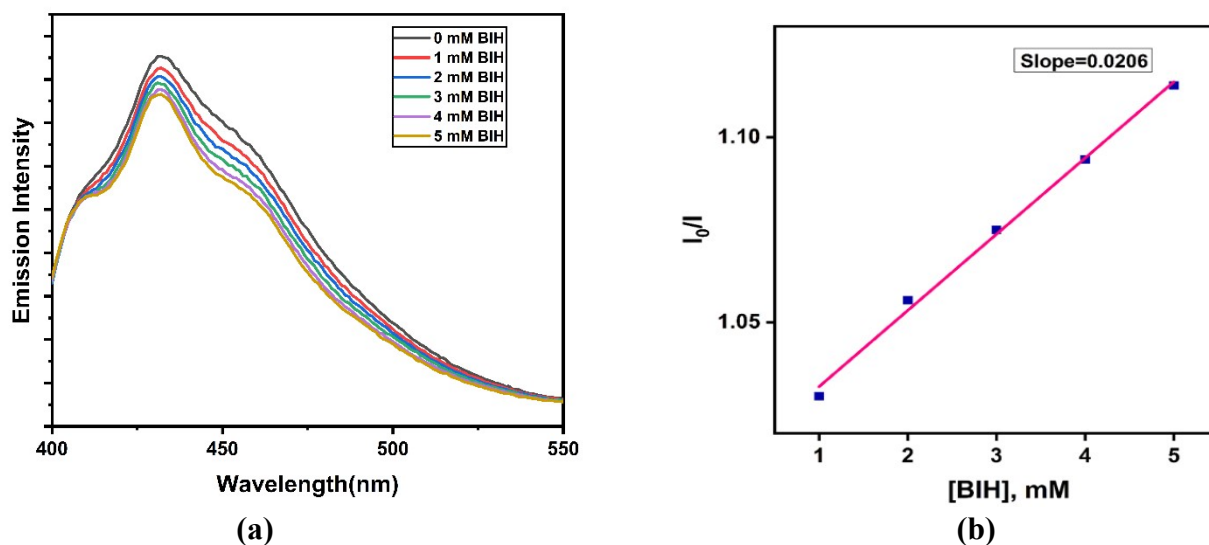 Emission Intensity
0 mM BIH
1 mM BIH
2 mM BIH
3 mM BIH
4 mM BIH
5 mM BIH
400
450
500
550
Wavelength(nm)
(a)
I₀/I
1.10
1.05
Slope=0.0206
1
2
3
4
5
[BIH], mM
(b)